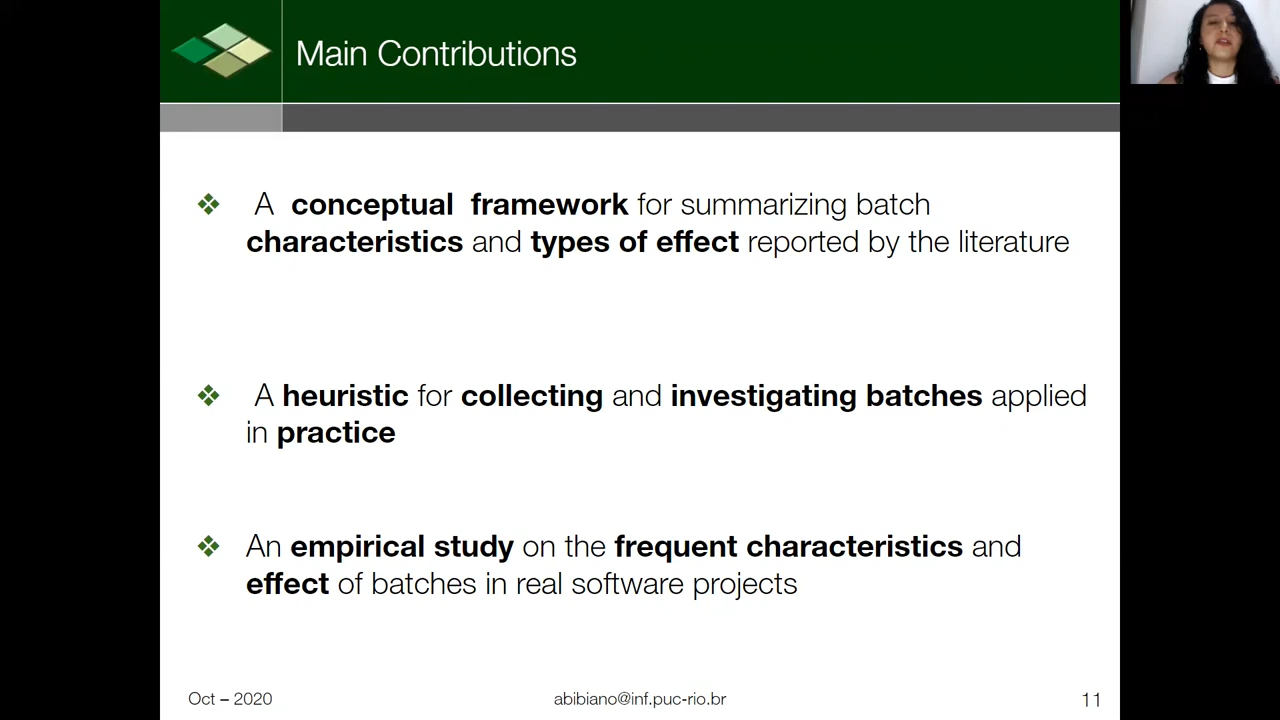 Main Contributions
A conceptual framework for summarizing batch
characteristics and types of effect reported by the literature
A heuristic for collecting and investigating batches applied
in practice
An empirical study on the frequent characteristics and
effect of batches in real software projects
Oct – 2020
abibiano@inf.puc-rio.br
11